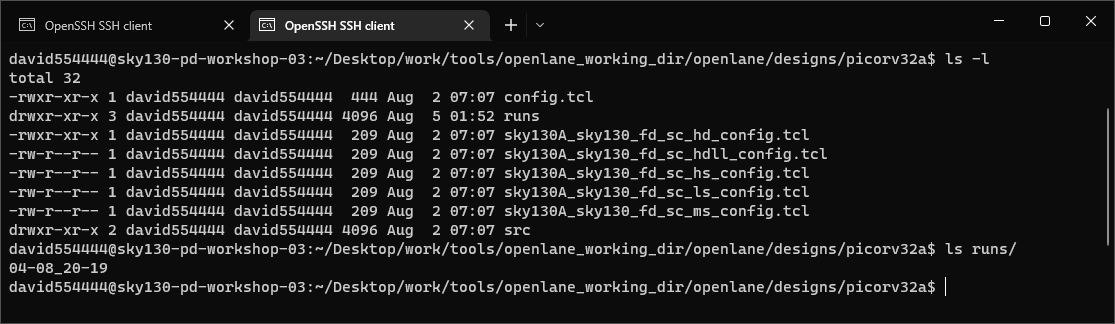 OpenSSH SSH client
OpenSSH SSH client
david554444@sky130-pd-workshop-03:~/Desktop/work/tools/openlane_working_dir/openlane/designs/picorv32a$ ls -l
total 32
-rwxr-xr-x 1 david554444 david554444  444 Aug  2 07:07 config.tcl
drwxr-xr-x 3 david554444 david554444 4096 Aug  5 01:52 runs
-rwxr-xr-x 1 david554444 david554444  209 Aug  2 07:07 sky130A_sky130_fd_sc_hd_config.tcl
-rw-r--r-- 1 david554444 david554444  209 Aug  2 07:07 sky130A_sky130_fd_sc_hdll_config.tcl
-rw-r--r-- 1 david554444 david554444  209 Aug  2 07:07 sky130A_sky130_fd_sc_hs_config.tcl
-rw-r--r-- 1 david554444 david554444  209 Aug  2 07:07 sky130A_sky130_fd_sc_ls_config.tcl
-rw-r--r-- 1 david554444 david554444  209 Aug  2 07:07 sky130A_sky130_fd_sc_ms_config.tcl
drwxr-xr-x 2 david554444 david554444 4096 Aug  2 07:07 src
david554444@sky130-pd-workshop-03:~/Desktop/work/tools/openlane_working_dir/openlane/designs/picorv32a$ ls runs/
04-08_20-19
david554444@sky130-pd-workshop-03:~/Desktop/work/tools/openlane_working_dir/openlane/designs/picorv32a$